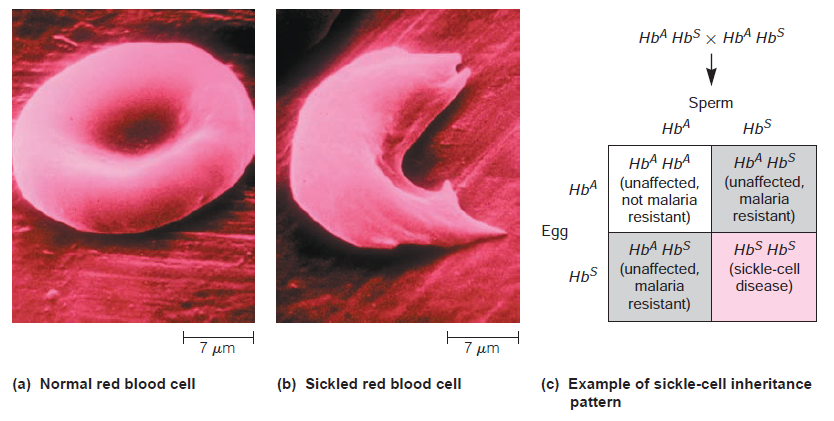 Hb^A Hb^S × Hb^A Hb^S
Sperm
Hb^A Hb^S
Hb^A
Hb^A Hb^A
(unaffected,
not malaria
resistant)
Hb^A Hb^S
(unaffected,
malaria
resistant)
Egg
Hb^S
Hb^A Hb^S
(unaffected,
malaria
resistant)
Hb^S Hb^S
(sickle-cell
disease)
7 μm
7 μm
(a) Normal red blood cell
(b) Sickled red blood cell
(c) Example of sickle-cell inheritance
pattern